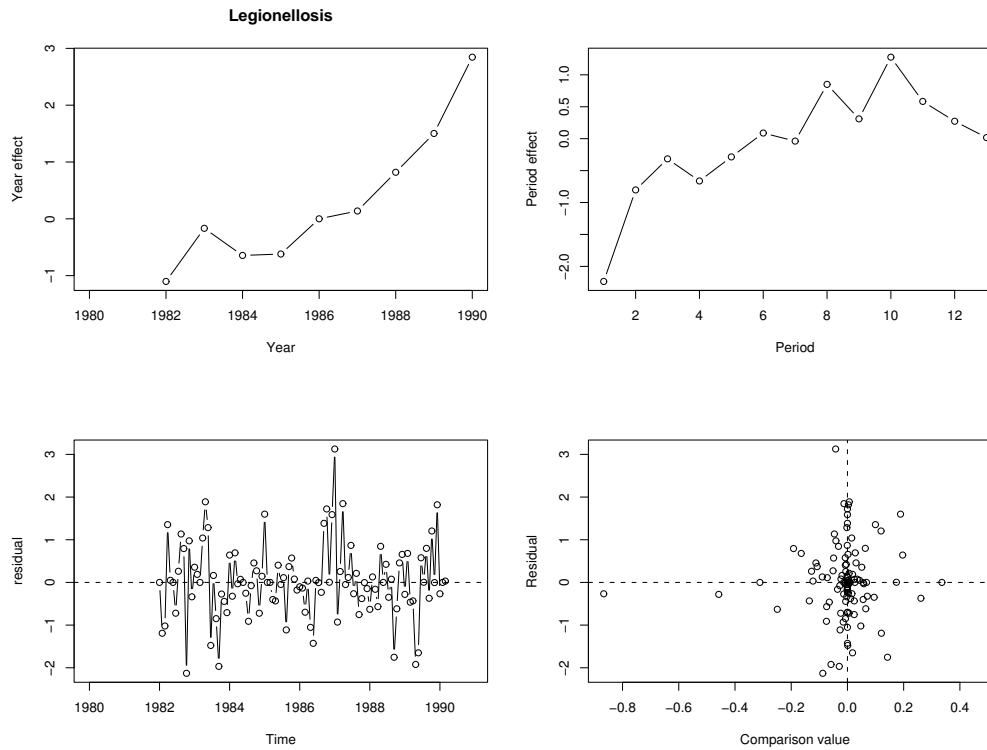 Legionellosis
Year effect
3
2
1
0
−1
1980 1982 1984 1986 1988 1990
Year
Period effect
1.0
0.5
0.0
−1.0
−2.0
2 4 6 8 10 12
Period
residual
3
2
1
0
−1
−2
1980 1982 1984 1986 1988 1990
Time
Residual
3
2
1
0
−1
−2
−0.8 −0.6 −0.4 −0.2 0.0 0.2 0.4
Comparison value